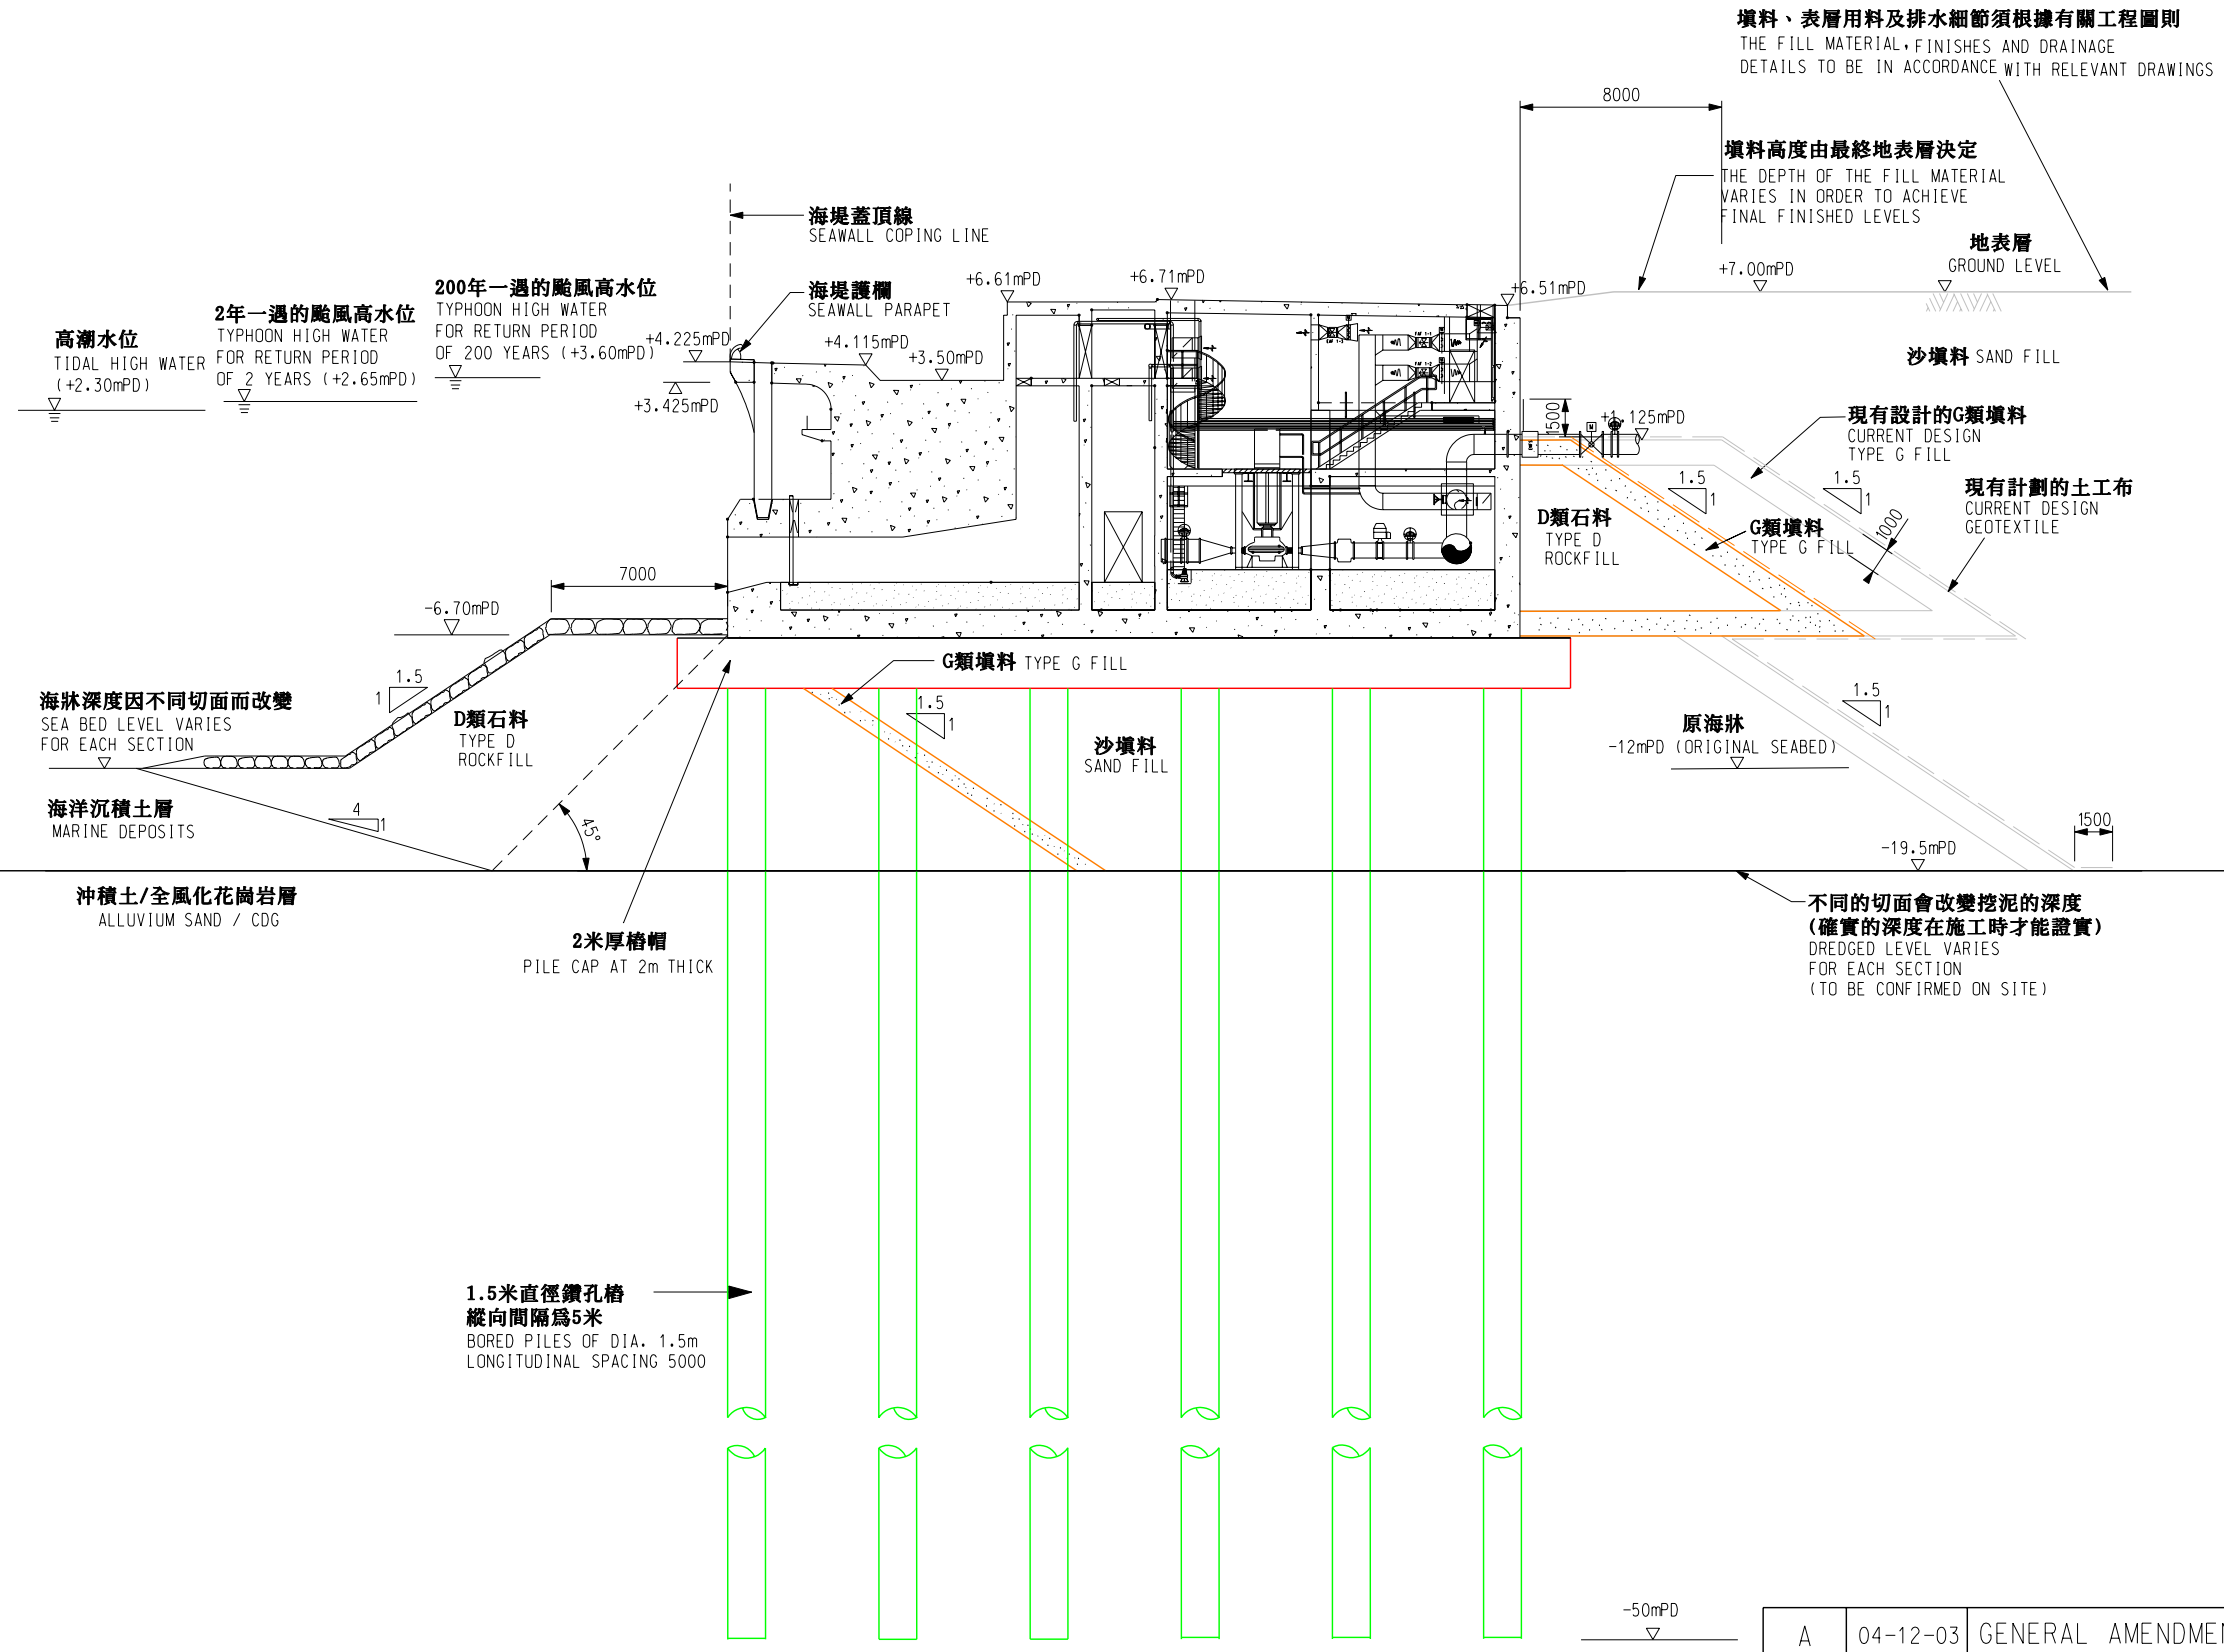 填料、表層用料及排水細節須根據有關工程圖則
THE FILL MATERIAL, FINISHES AND DRAINAGE
DETAILS TO BE IN ACCORDANCE WITH RELEVANT DRAWINGS
8000
填料高度由最終地表層決定
THE DEPTH OF THE FILL MATERIAL
VARIES IN ORDER TO ACHIEVE
FINAL FINISHED LEVELS
海堤蓋頂線
SEAWALL COPING LINE
地表層
GROUND LEVEL
+7.00mPD
+6.61mPD
+6.71mPD
+6.51mPD
海堤護欄
SEAWALL PARAPET
200年一遇的颱風高水位
TYPHOON HIGH WATER
FOR RETURN PERIOD
OF 200 YEARS (+3.60mPD)
2年一遇的颱風高水位
TYPHOON HIGH WATER
FOR RETURN PERIOD
OF 2 YEARS (+2.65mPD)
高潮水位
TIDAL HIGH WATER
(+2.30mPD)
+4.225mPD
+4.115mPD
+3.50mPD
+3.425mPD
沙填料 SAND FILL
1500
+1.125mPD
現有設計的G類填料
CURRENT DESIGN
TYPE G FILL
1.5
1
1.5
1
現有計劃的土工布
CURRENT DESIGN
GEOTEXTILE
D類石料
TYPE D
ROCKFILL
G類填料
TYPE G FILL
1000
7000
-6.70mPD
G類填料 TYPE G FILL
1.5
1
1.5
1
1.5
1
海牀深度因不同切面而改變
SEA BED LEVEL VARIES
FOR EACH SECTION
D類石料
TYPE D
ROCKFILL
沙填料
SAND FILL
原海牀
-12mPD (ORIGINAL SEABED)
海洋沉積土層
MARINE DEPOSITS
4
1
45°
1500
-19.5mPD
沖積土/全風化花崗岩層
ALLUVIUM SAND / CDG
2米厚樁帽
PILE CAP AT 2m THICK
不同的切面會改變挖泥的深度
(確實的深度在施工時才能證實)
DREDGED LEVEL VARIES
FOR EACH SECTION
(TO BE CONFIRMED ON SITE)
1.5米直徑鑽孔樁
縱向間隔爲5米
BORED PILES OF DIA. 1.5m
LONGITUDINAL SPACING 5000
-50mPD
A 04-12-03 GENERAL AMENDMEN